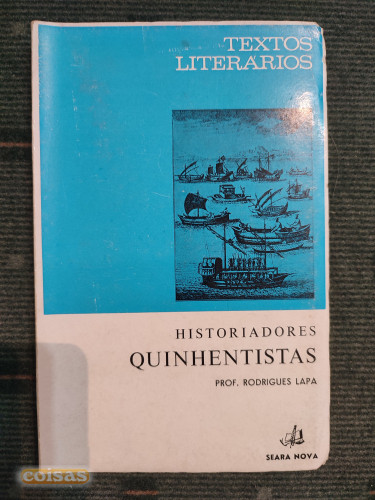 TEXTOS
LITERÁRIOS
HISTORIADORES
QUINHENTISTAS
PROF. RODRIGUES LAPA
SEARA NOVA
coisas